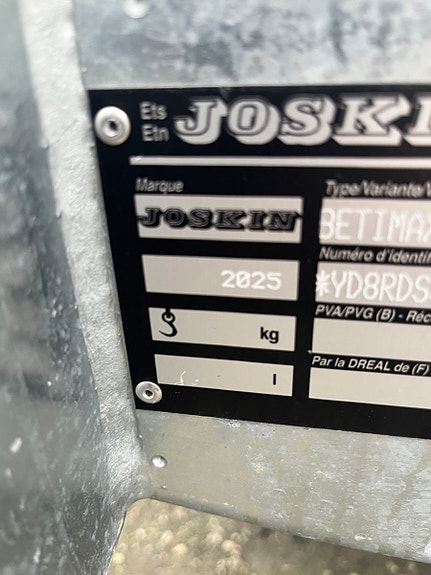 Ets
Etn
JOSKI
Marque
Type/Variante/V
JOSKIN
BETIMAX
Numéro d'Identif
2025
*YD8RDS
PVA/PVG (B) - Réc
kg
Par la DREAL de (F)
l